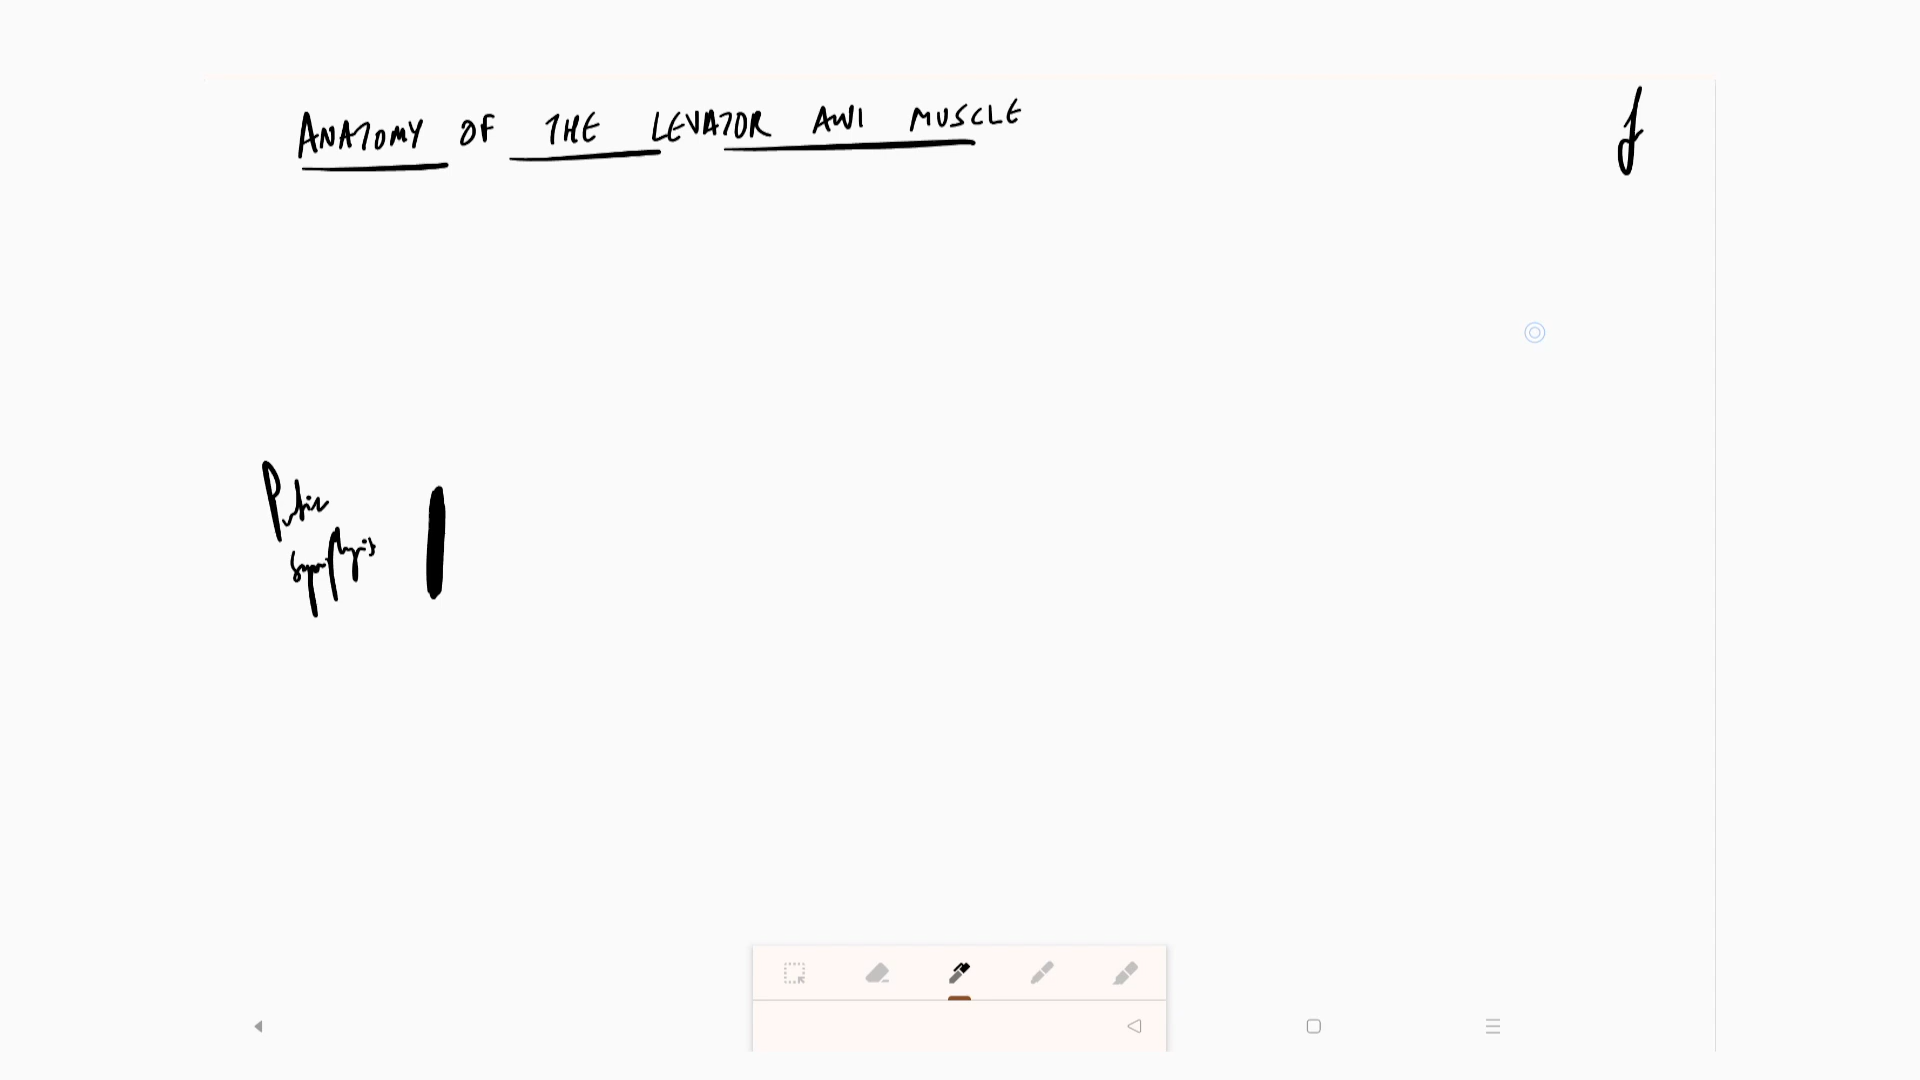 ANATOMY OF THE LEVATOR ANI MUSCLE
Pubic
symphysis